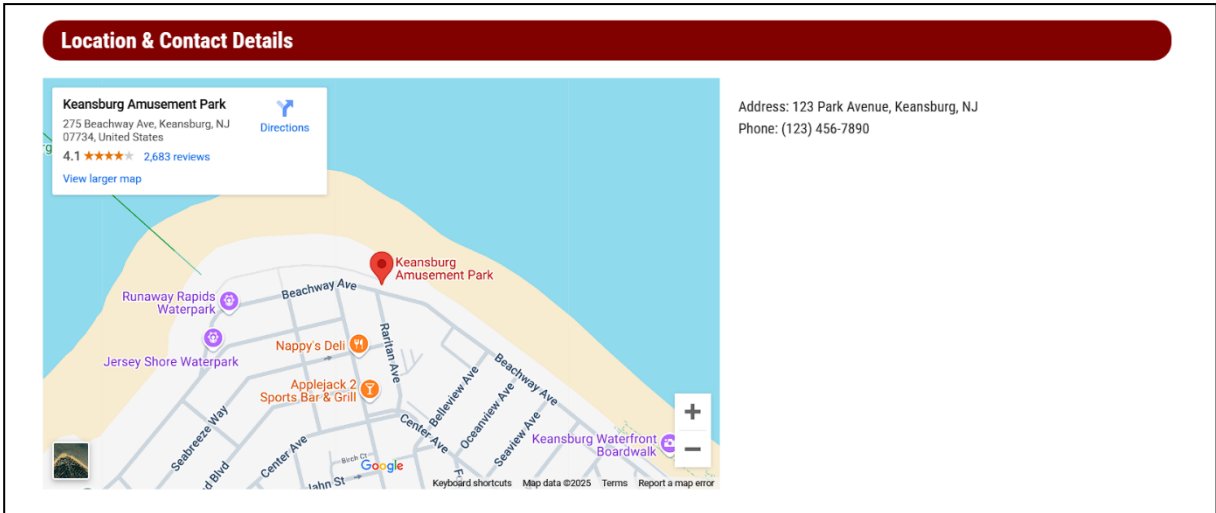 Location & Contact Details
Keansburg Amusement Park
275 Beachway Ave, Keansburg, NJ
07734, United States
4.1 2,683 reviews
View larger map
Directions
Address: 123 Park Avenue, Keansburg, NJ
Phone: (123) 456-7890
Keansburg
Amusement Park
Runaway Rapids
Waterpark
Beachway Ave
Jersey Shore Waterpark
Nappy's Deli
Raritan Ave
Applejack 2
Sports Bar & Grill
Beachway Ave
Belleview Ave
Oceanview Ave
Seaview Ave
Seabreeze Way
Center Ave
Center Ave
Keansburg Waterfront
Boardwalk
Birch Ct
Google
d Blvd
Jahn St
Keyboard shortcuts Map data ©2025 Terms Report a map error